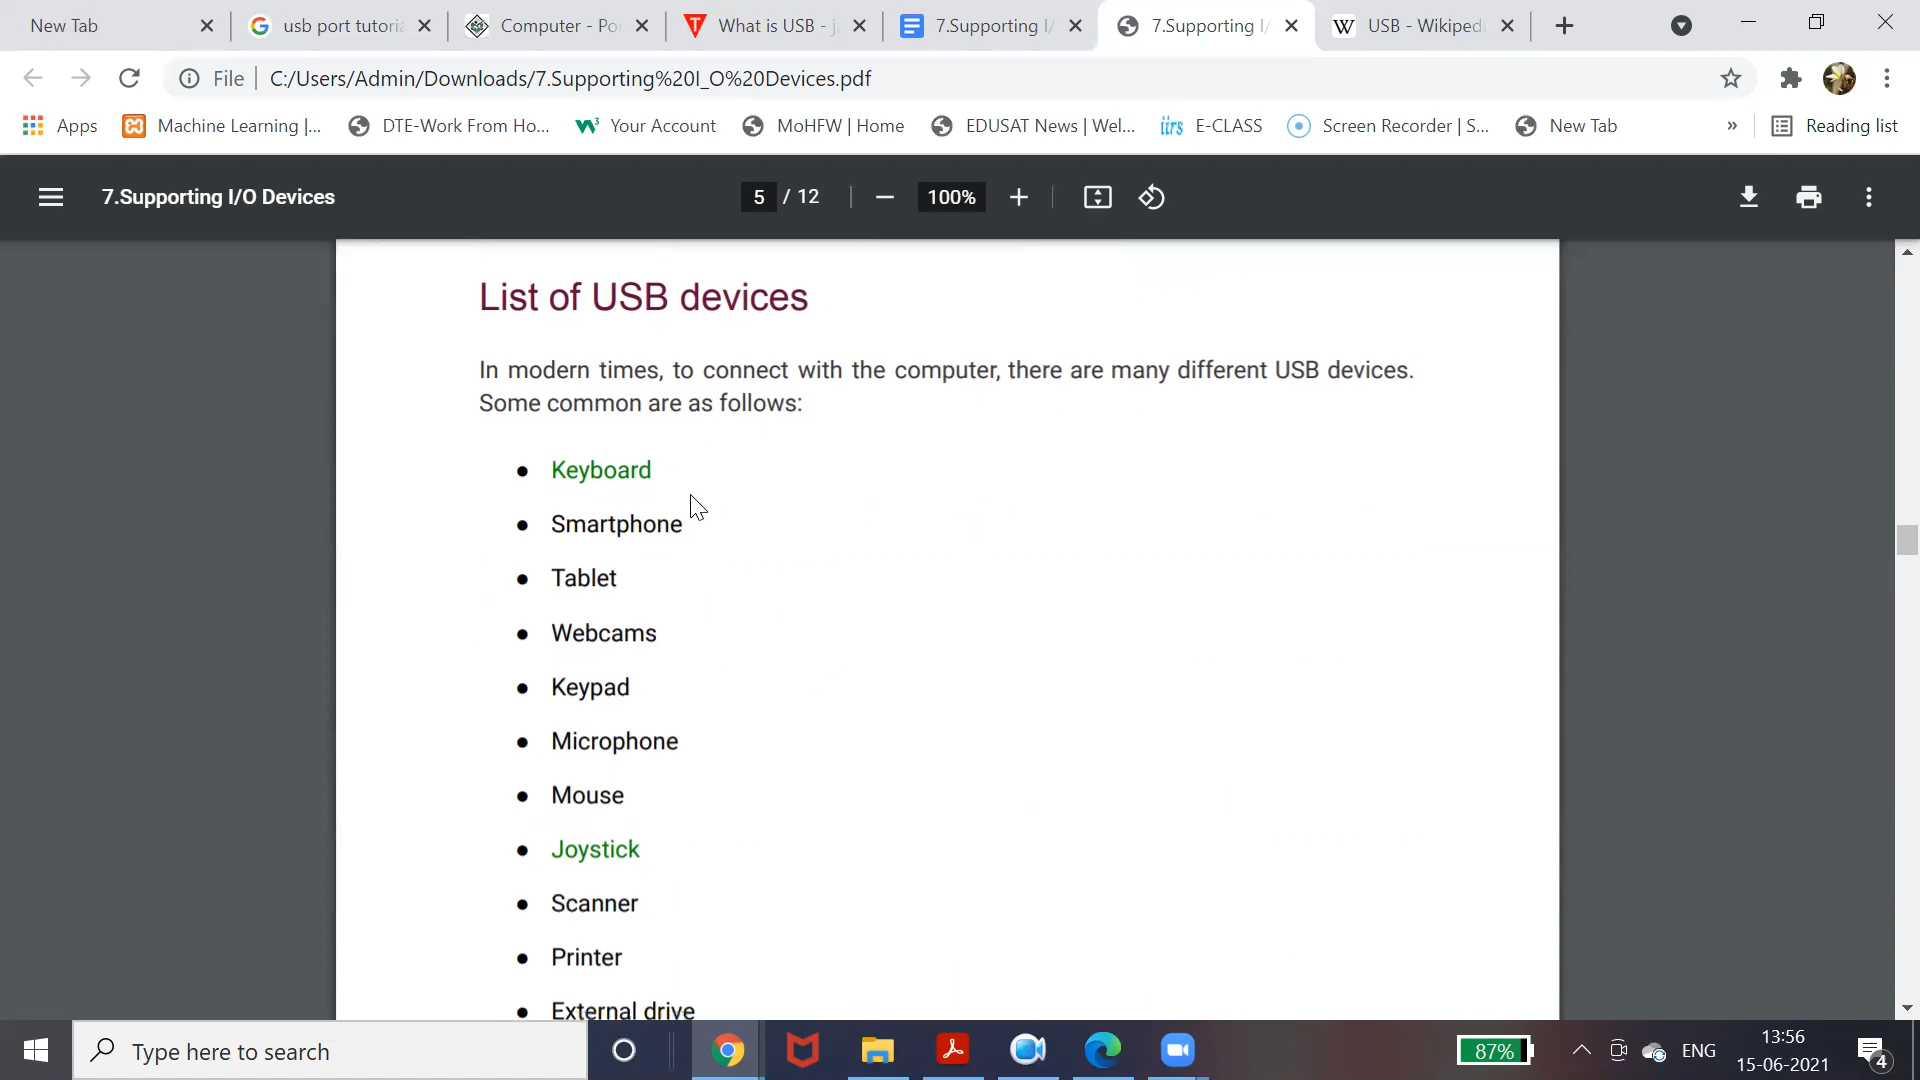 New Tab
usb port tutoria
Computer - Po
What is USB - ja
7.Supporting I/
7.Supporting I/
USB - Wikipedi
File
C:/Users/Admin/Downloads/7.Supporting%20I_O%20Devices.pdf
Apps
Machine Learning |...
DTE-Work From Ho...
Your Account
MoHFW | Home
EDUSAT News | Wel...
iirs
E-CLASS
Screen Recorder | S...
New Tab
»
Reading list
7.Supporting I/O Devices
5 / 12
100%
List of USB devices
In modern times, to connect with the computer, there are many different USB devices.
Some common are as follows:
● Keyboard
● Smartphone
● Tablet
● Webcams
● Keypad
● Microphone
● Mouse
● Joystick
● Scanner
● Printer
● External drive
Type here to search
87%
ENG
13:56
15-06-2021
4